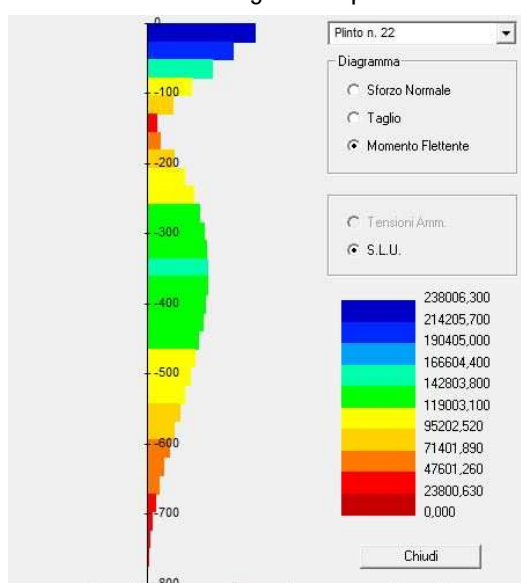 0
-100
-200
-300
-400
-500
-600
-700
-800
Plinto n. 22
Diagramma
Sforzo Normale
Taglio
Momento Flettente
Tensioni Amm.
S.L.U.
238006,300
214205,700
190405,000
166604,400
142803,800
119003,100
95202,520
71401,890
47601,260
23800,630
0,000
Chiudi